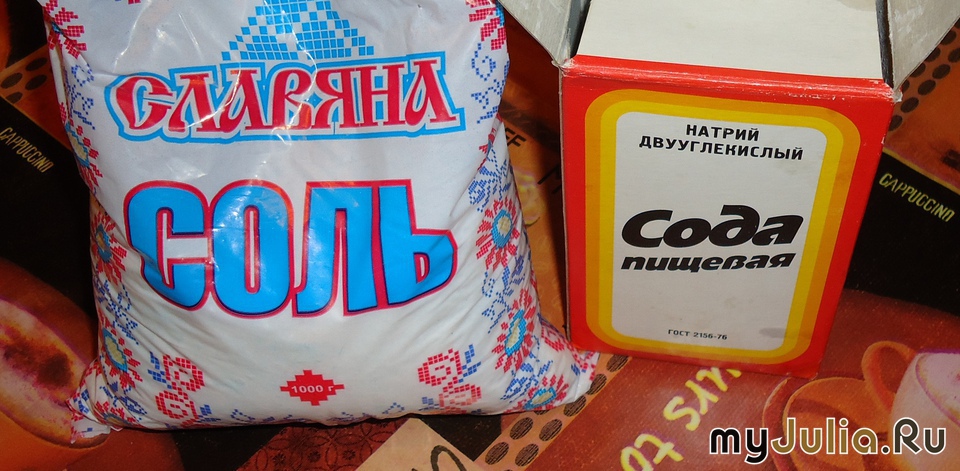 СЛАВЯНА
СОЛЬ
1000 г
НАТРИЙ
ДВУУГЛЕКИСЛЫЙ
Сода
пищевая
ГОСТ 2156-76
CAPPUCCINO
CAPPUCCINO
myJulia.Ru